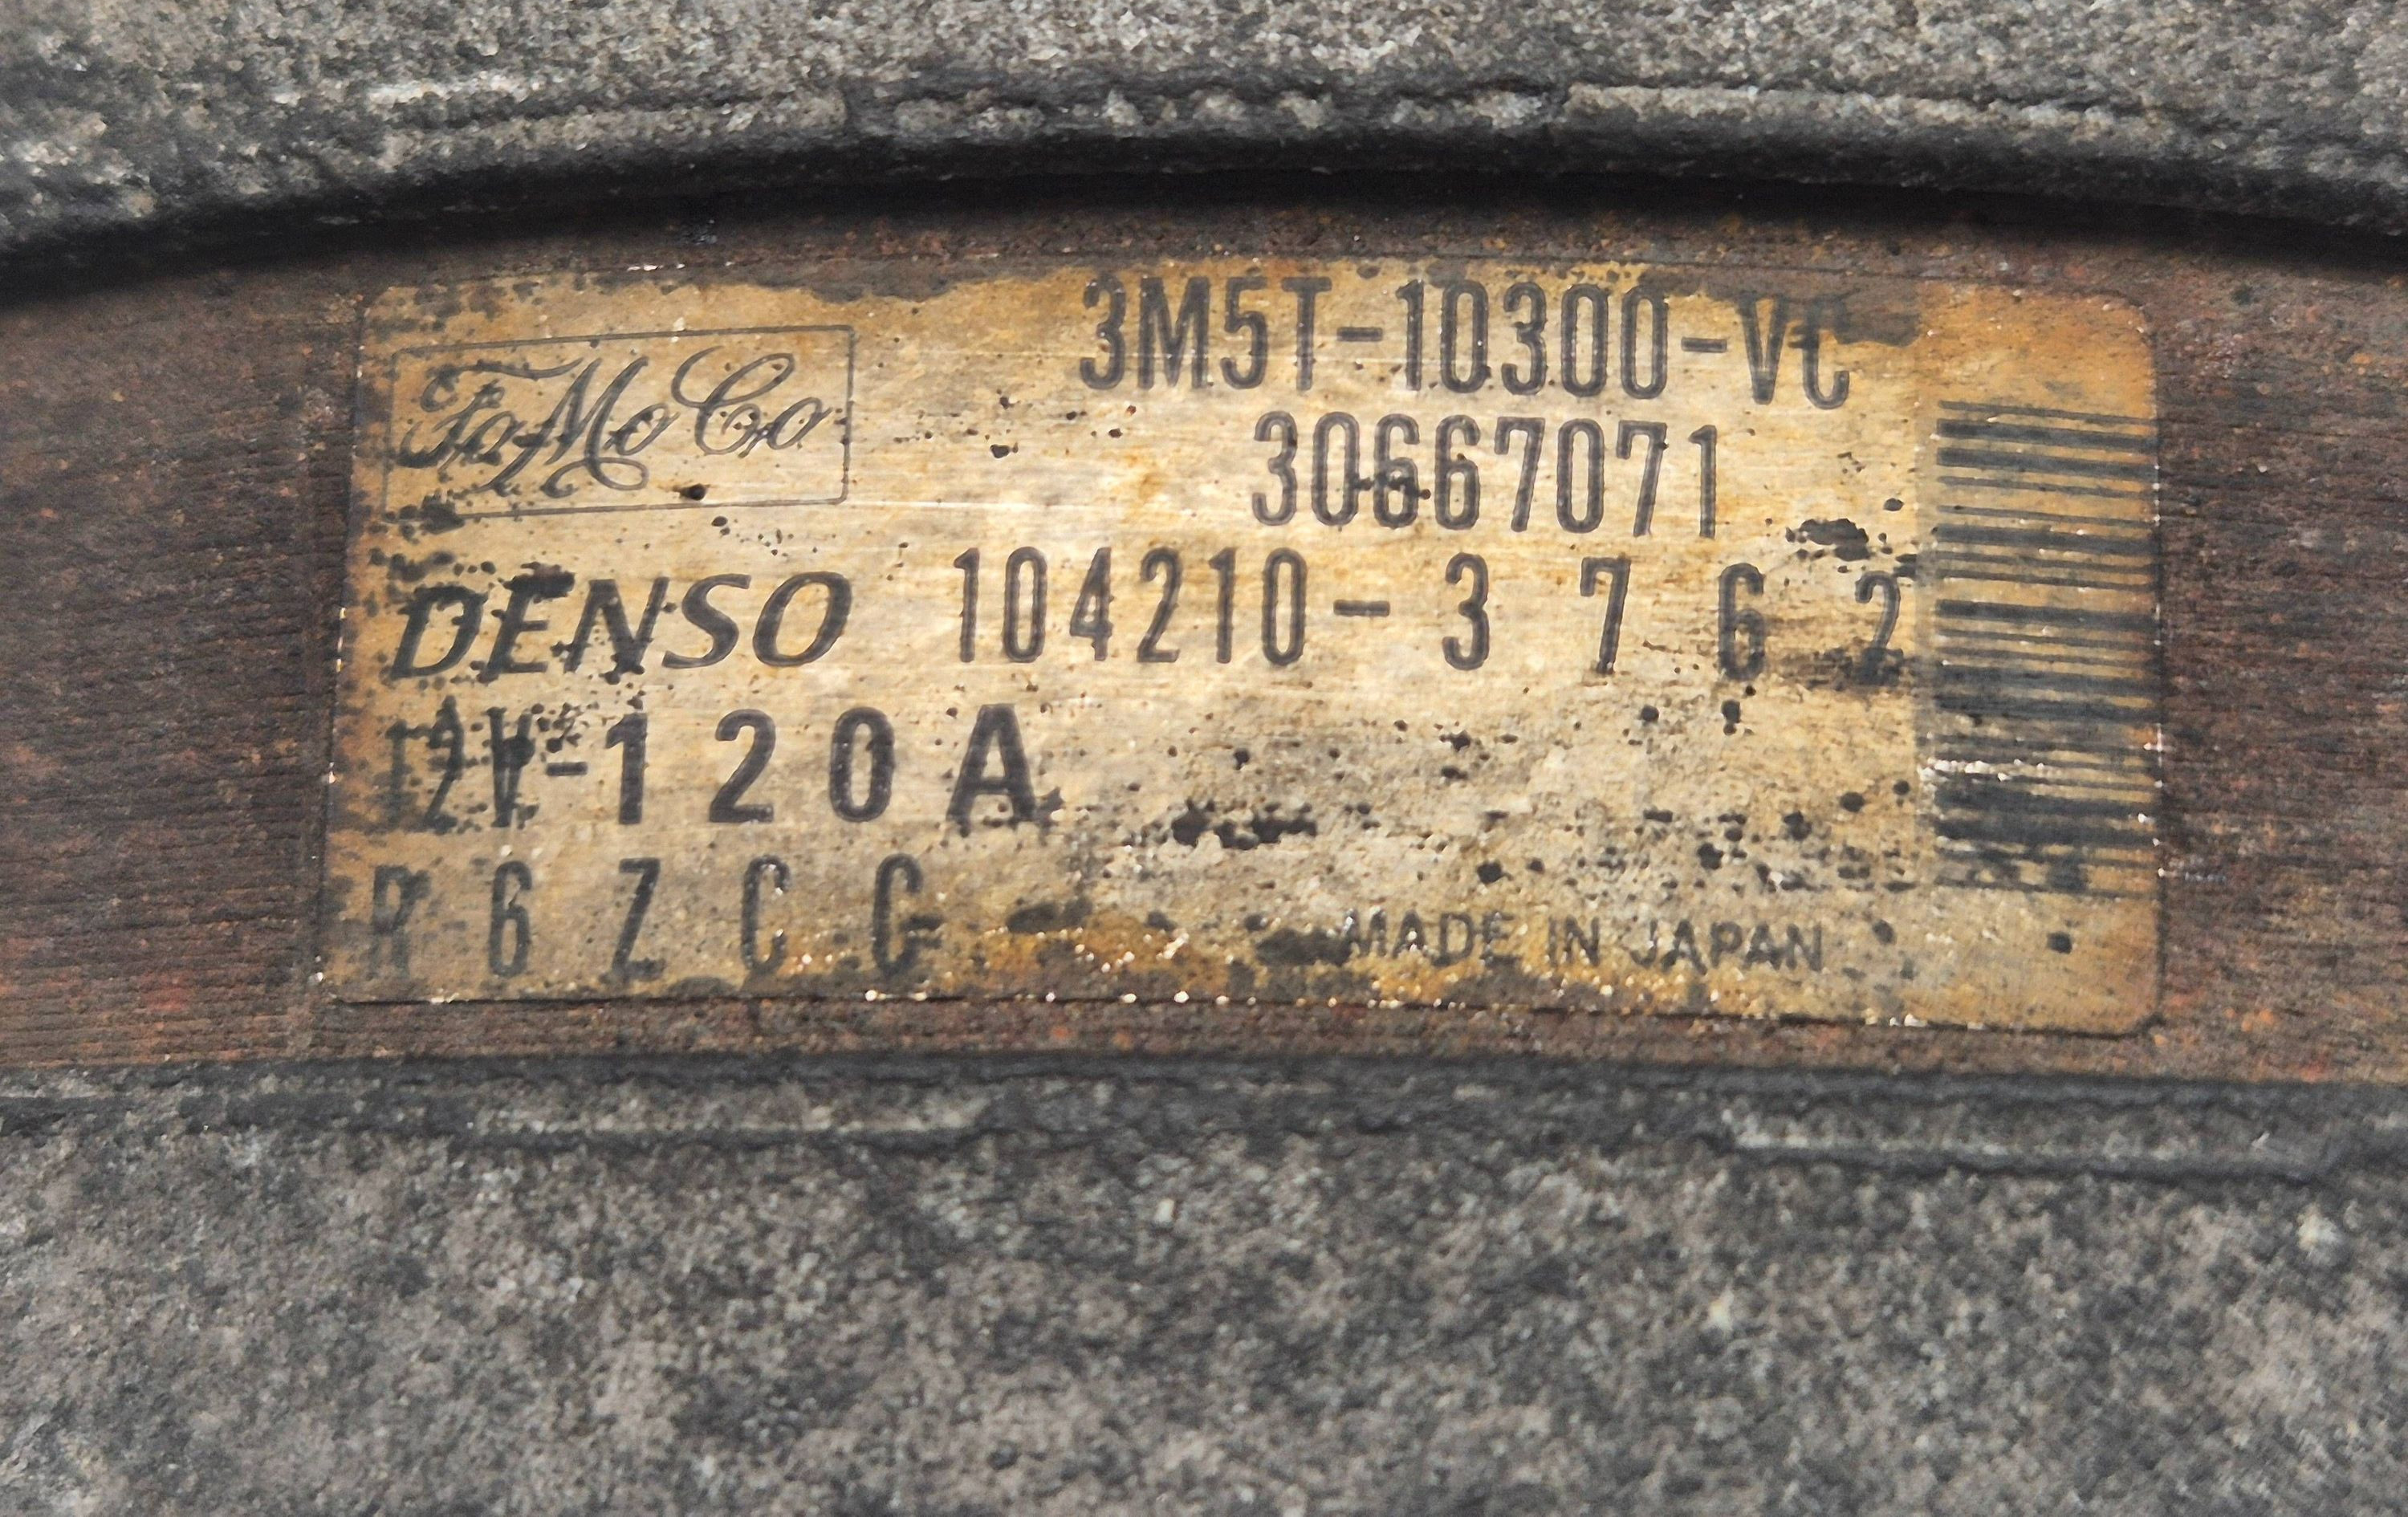 FoMoCo
3M5T-10300-VC
30667071
DENSO 104210-3762
12V-120A
R6ZCC
MADE IN JAPAN